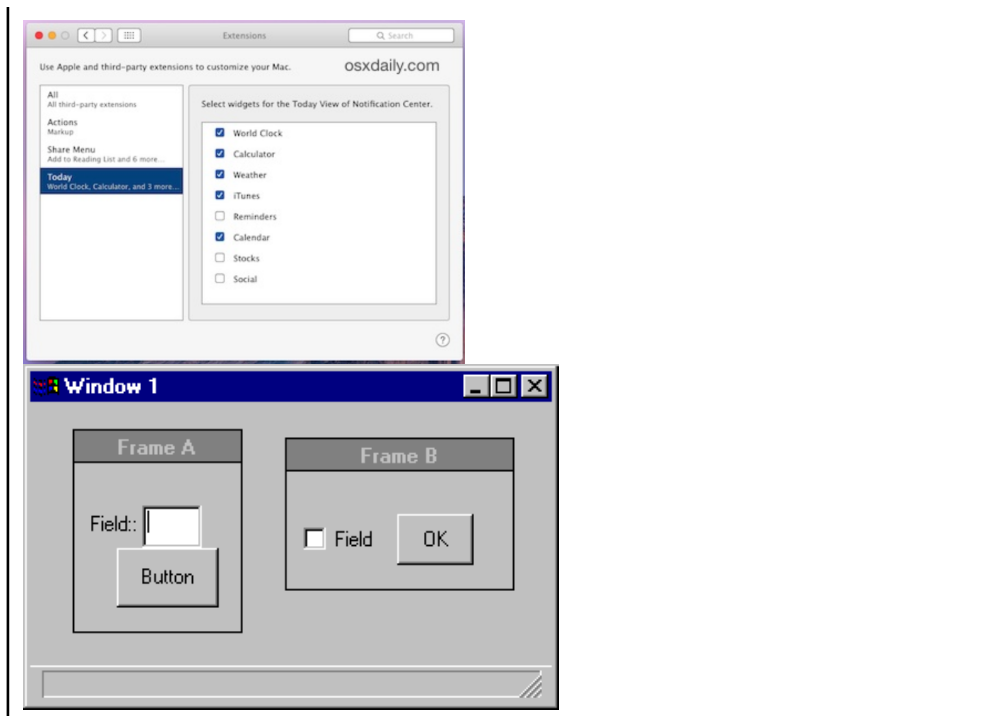 Extensions
Search
Use Apple and third-party extensions to customize your Mac.
osxdaily.com
All
All third-party extensions
Actions
Markup
Share Menu
Add to Reading List and 6 more...
Today
World Clock, Calculator, and 3 more...
Select widgets for the Today View of Notification Center.
World Clock
Calculator
Weather
iTunes
Reminders
Calendar
Stocks
Social
?
Window 1
Frame A
Field::
Button
Frame B
Field
OK